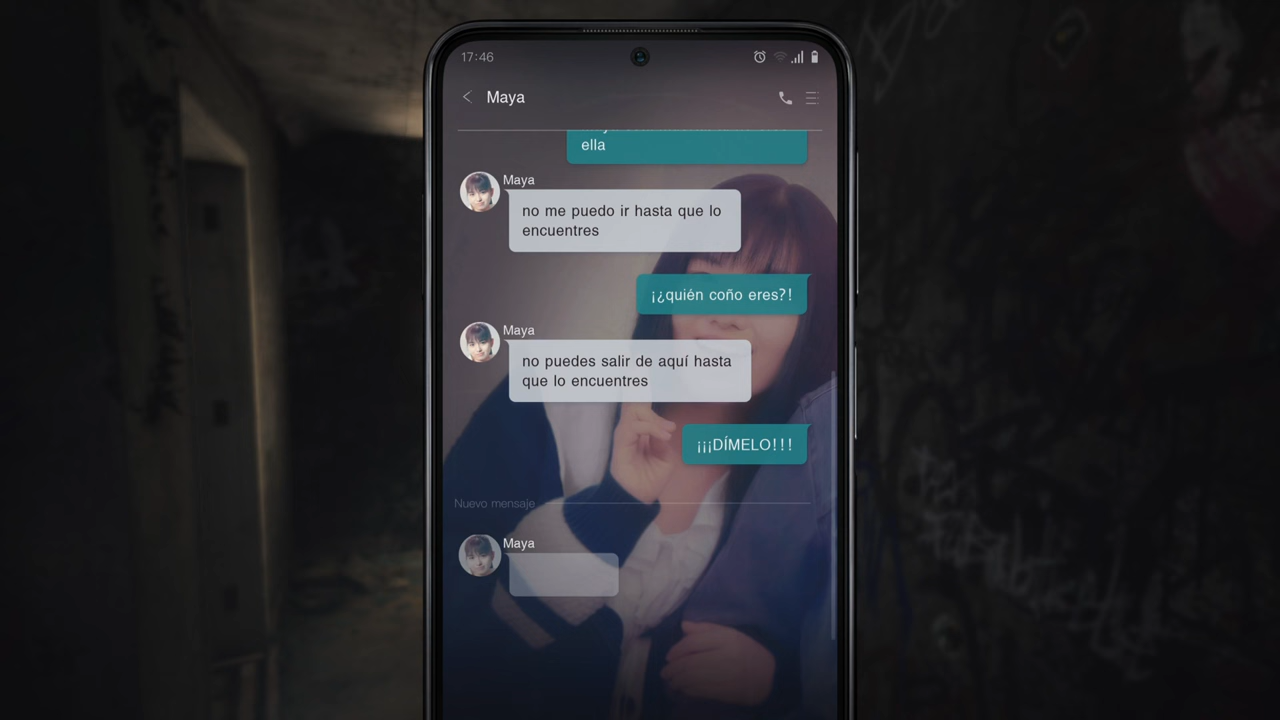 17:46
Maya
ella
Maya
no me puedo ir hasta que lo
encuentres
¡¿quién coño eres?!
Maya
no puedes salir de aquí hasta
que lo encuentres
¡¡¡DÍMELO!!!
Nuevo mensaje
Maya